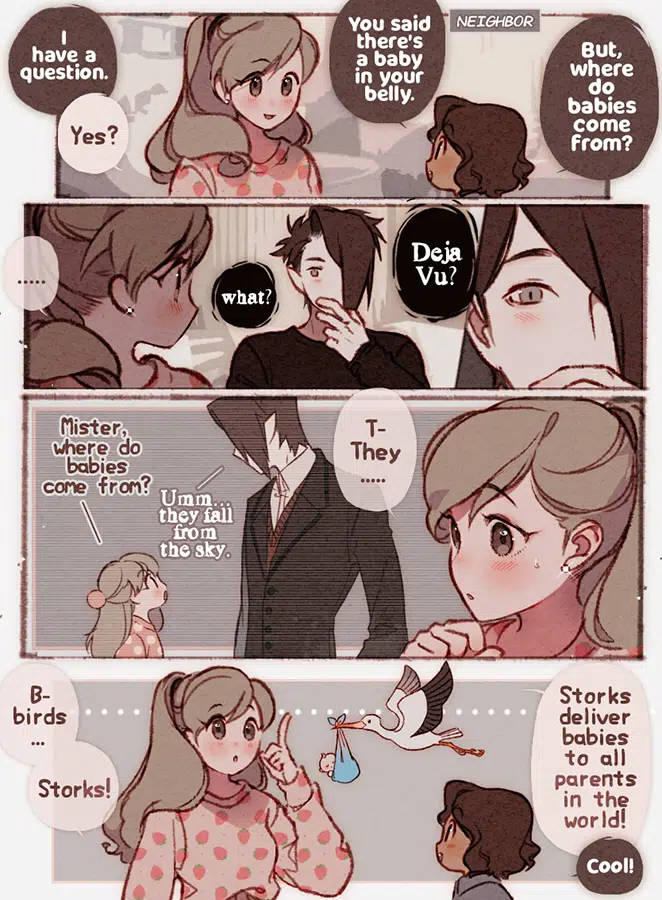 NEIGHBOR
I
have a
question.
Yes?
You said
there's
a baby
in your
belly.
But,
where
do
babies
come
from?
.....
what?
Deja
Vu?
Mister,
where do
babies
come from?
Umm...
they fall
from
the sky.
T-
They
.....
B-
birds
...
Storks!
Storks
deliver
babies
to all
parents
in the
world!
Cool!